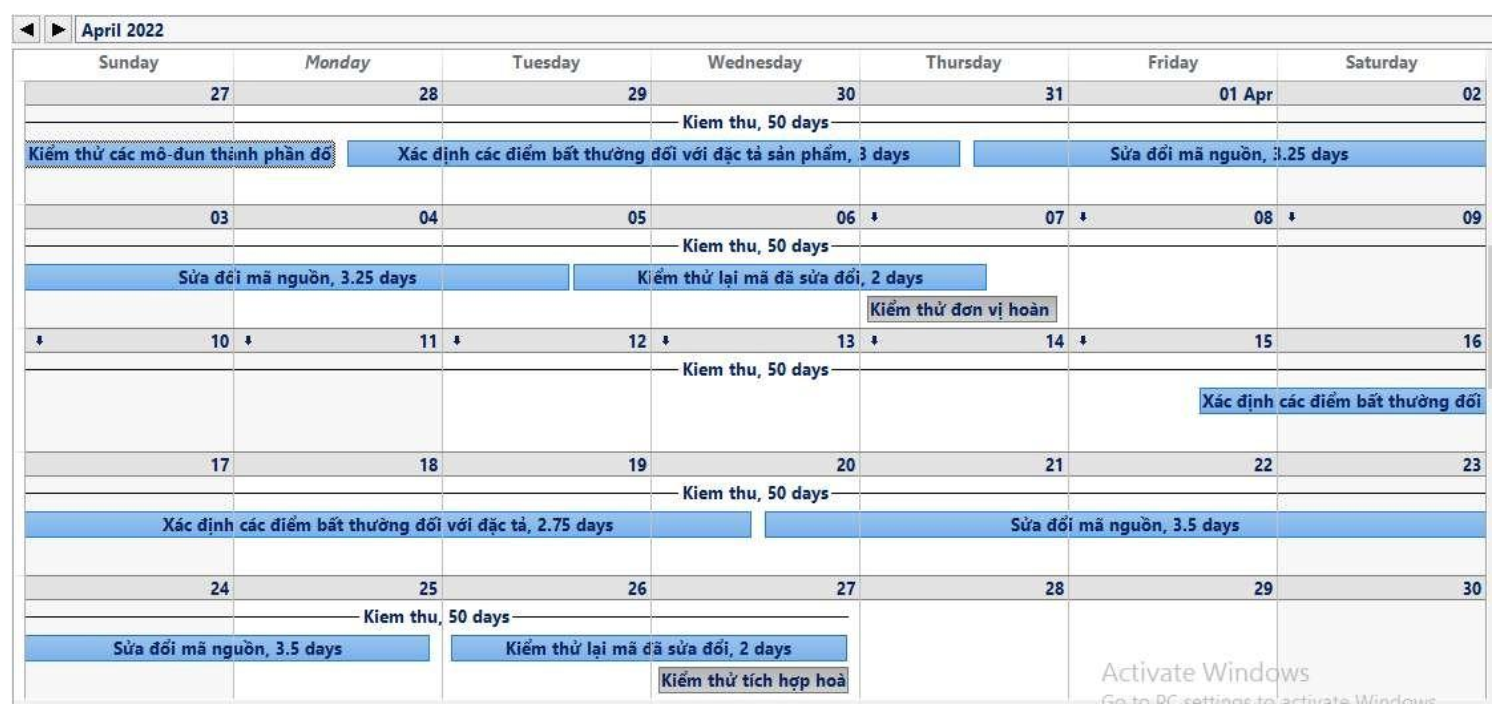 April 2022
Sunday Monday Tuesday Wednesday Thursday Friday Saturday
27 28 29 30 31 01 Apr 02
Kiem thu, 50 days
Kiểm thử các mô-đun thành phần đố Xác định các điểm bất thường đối với đặc tả sản phẩm, 3 days Sửa đổi mã nguồn, 3.25 days
03 04 05 06 07 08 09
Kiem thu, 50 days
Sửa đổi mã nguồn, 3.25 days Kiểm thử lại mã đã sửa đổi, 2 days
Kiểm thử đơn vị hoàn
10 11 12 13 14 15 16
Kiem thu, 50 days
Xác định các điểm bất thường đối
17 18 19 20 21 22 23
Kiem thu, 50 days
Xác định các điểm bất thường đối với đặc tả, 2.75 days Sửa đổi mã nguồn, 3.5 days
24 25 26 27 28 29 30
Kiem thu, 50 days
Sửa đổi mã nguồn, 3.5 days Kiểm thử lại mã đã sửa đổi, 2 days
Kiểm thử tích hợp hoà
Activate Windows
Go to PC settings to activate Windows